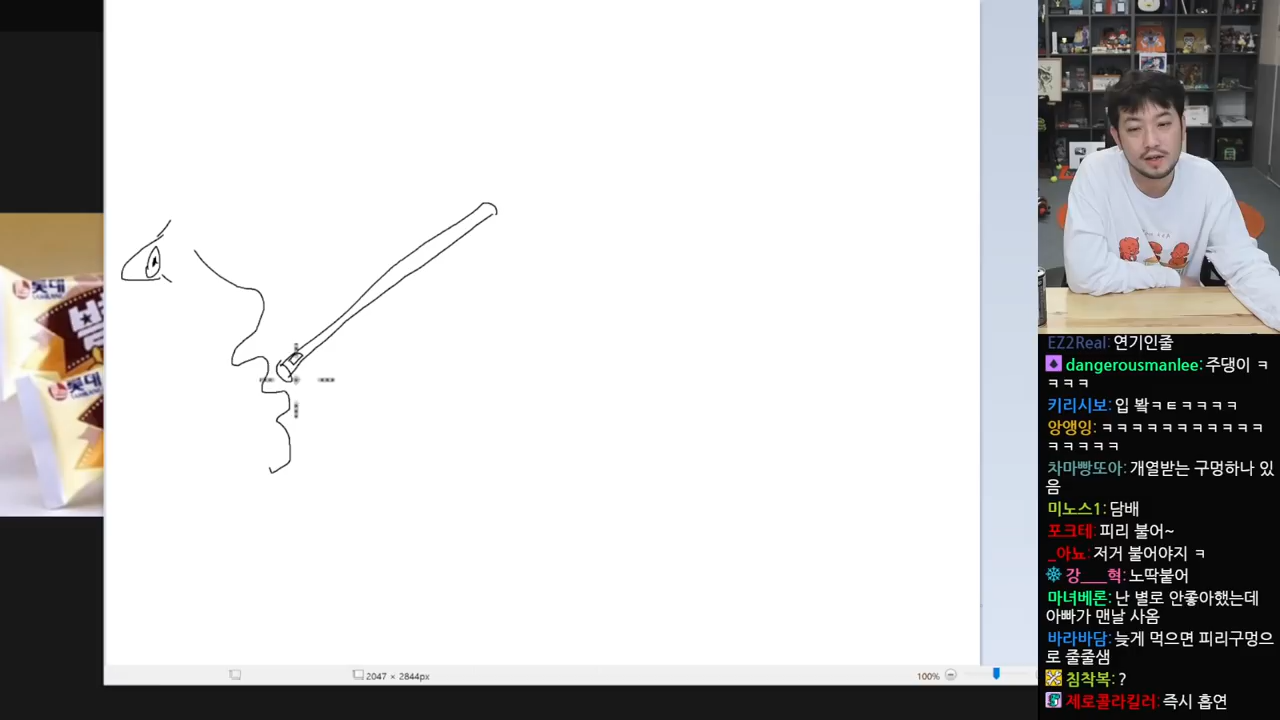 롯데
롯데
EZ2Real: 연기인줄
dangerousmanlee: 주댕이 ㅋ
ㅋㅋㅋㅋ
키리시보: 입 봨ㅋㅌㅋㅋㅋㅋ
앙앵잉: ㅋㅋㅋㅋㅋㅋㅋㅋㅋㅋㅋ
ㅋㅋㅋㅋㅋ
차마빵또아: 개열받는 구멍하나 있
음
미노스1: 담배
포크테: 피리 불어~
_아뇨: 저거 불어야지 ㅋ
강___혁: 노딱붙어
마녀베론: 난 별로 안좋아했는데
아빠가 맨날 사옴
바라바담: 늦게 먹으면 피리구멍으
로 줄줄샘
침착복: ?
제로콜라킬러: 즉시 흡연
2047 × 2844px
100%